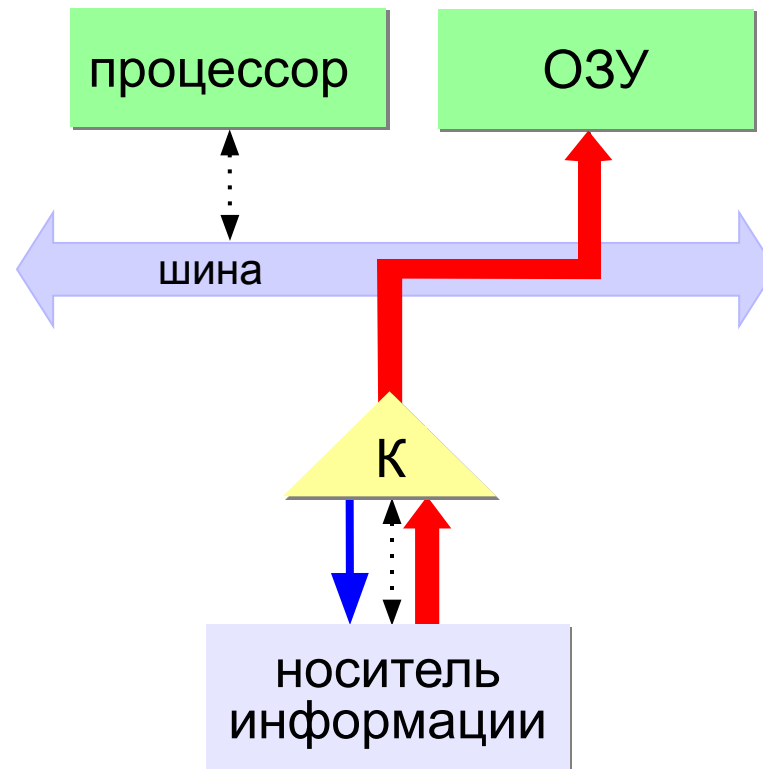 процессор
ОЗУ
шина
К
носитель
информации